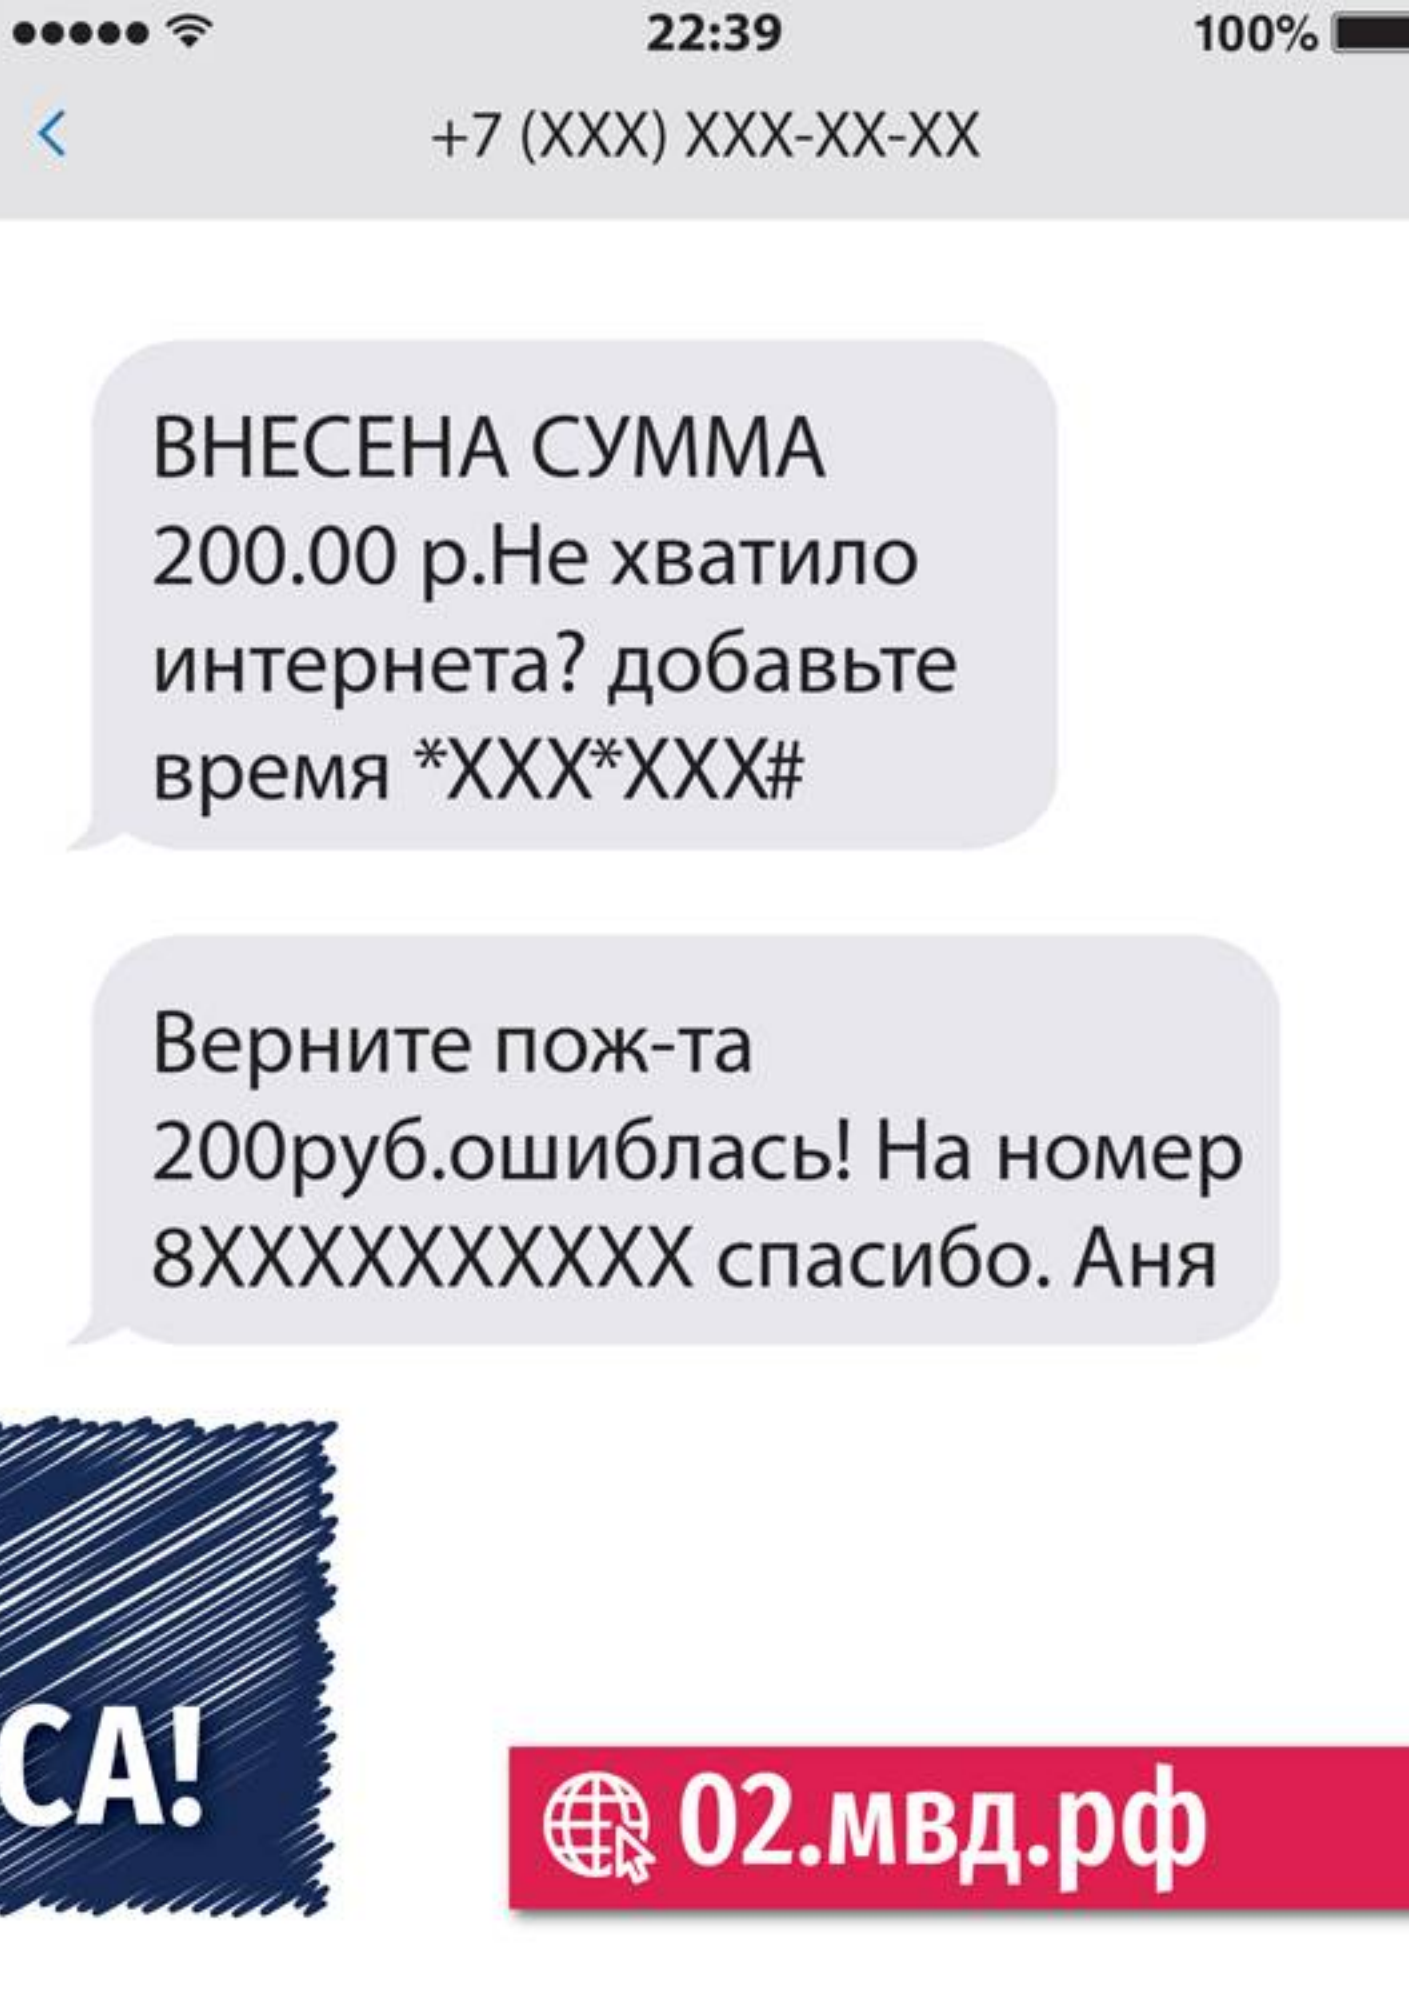 22:39
100%
+7 (XXX) XXX-XX-XX
ВНЕСЕНА СУММА
200.00 р.Не хватило
интернета? добавьте
время *XXX*XXX#
Верните пож-та
200руб.ошиблась! На номер
8XXXXXXXXXX спасибо. Аня
СА!
02.мвд.рф